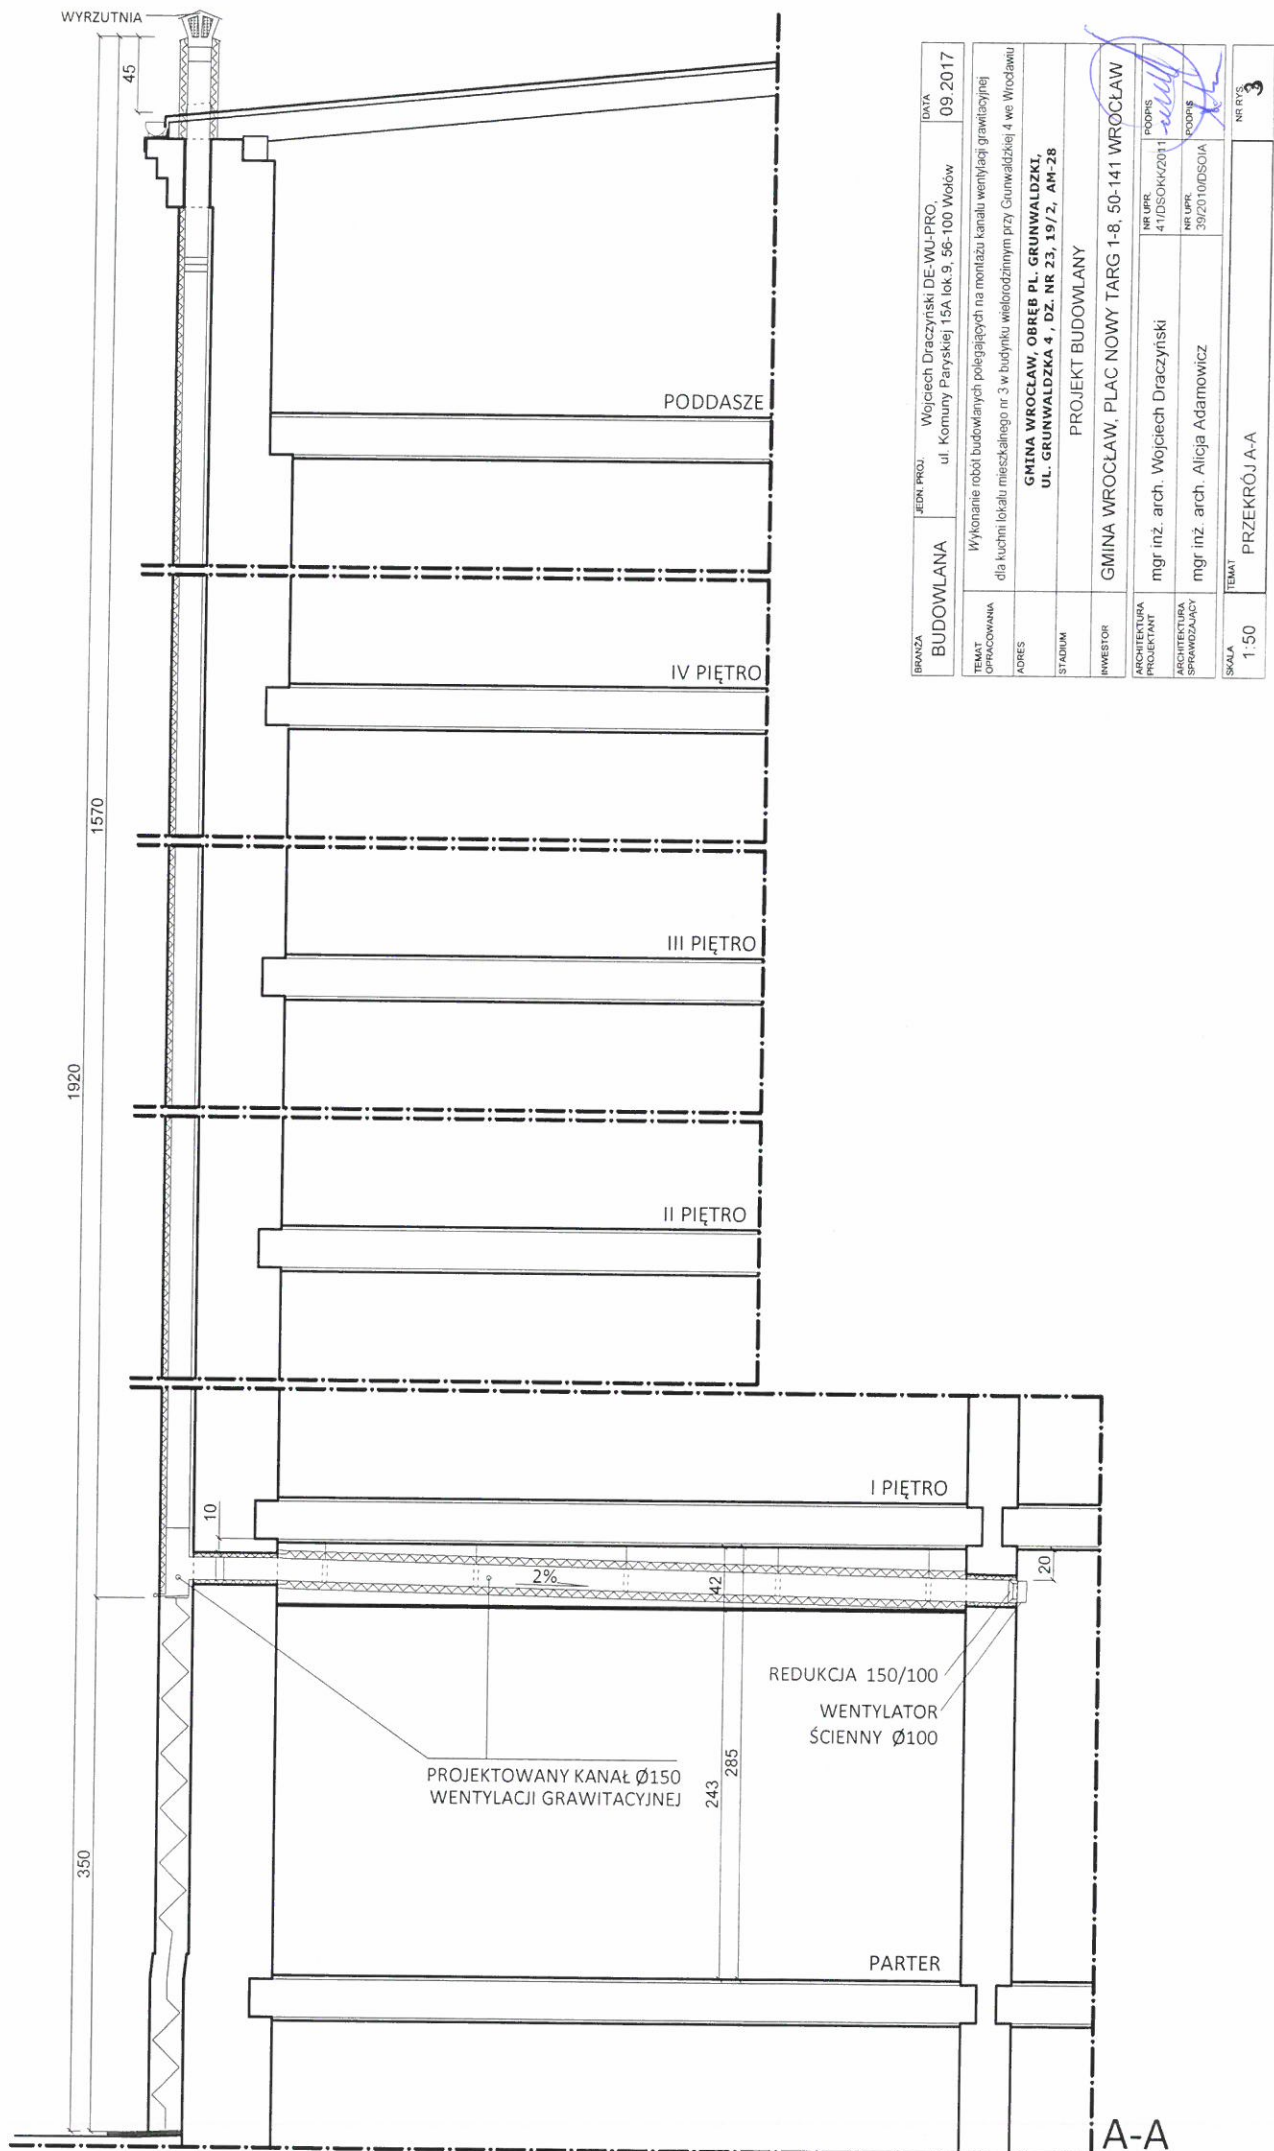 WYRZUTNIA
45
1570
1920
350
PODDASZE
IV PIĘTRO
III PIĘTRO
II PIĘTRO
I PIĘTRO
10
2%
42
20
REDUKCJA 150/100
WENTYLATOR
ŚCIENNY Ø100
PROJEKTOWANY KANAŁ Ø150
WENTYLACJI GRAWITACYJNEJ
243
285
PARTER
A-A
BRANŻA
BUDOWLANA
JEDN. PROJ.
Wojciech Draczyński DE-WU-PRO,
ul. Komuny Paryskiej 15A lok.9, 56-100 Wołów
DATA
09.2017
TEMAT
OPRACOWANIA
Wykonanie robót budowlanych polegających na montażu kanału wentylacji grawitacyjnej
dla kuchni lokalu mieszkalnego nr 3 w budynku wielorodzinnym przy Grunwaldzkiej 4 we Wrocławiu
ADRES
GMINA WROCŁAW, OBRĘB PL. GRUNWALDZKI,
UL. GRUNWALDZKA 4 , DZ. NR 23, 19/2, AM-28
STADIUM
PROJEKT BUDOWLANY
INWESTOR
GMINA WROCŁAW, PLAC NOWY TARG 1-8, 50-141 WROCŁAW
ARCHITEKTURA
PROJEKTANT
mgr inż. arch. Wojciech Draczyński
NR UPR.
41/DSOKK/2011
PODPIS
ARCHITEKTURA
SPRAWDZAJĄCY
mgr inż. arch. Alicja Adamowicz
NR UPR.
39/2010/DSOIA
PODPIS
SKALA
1:50
TEMAT
PRZEKRÓJ A-A
NR RYS.
3